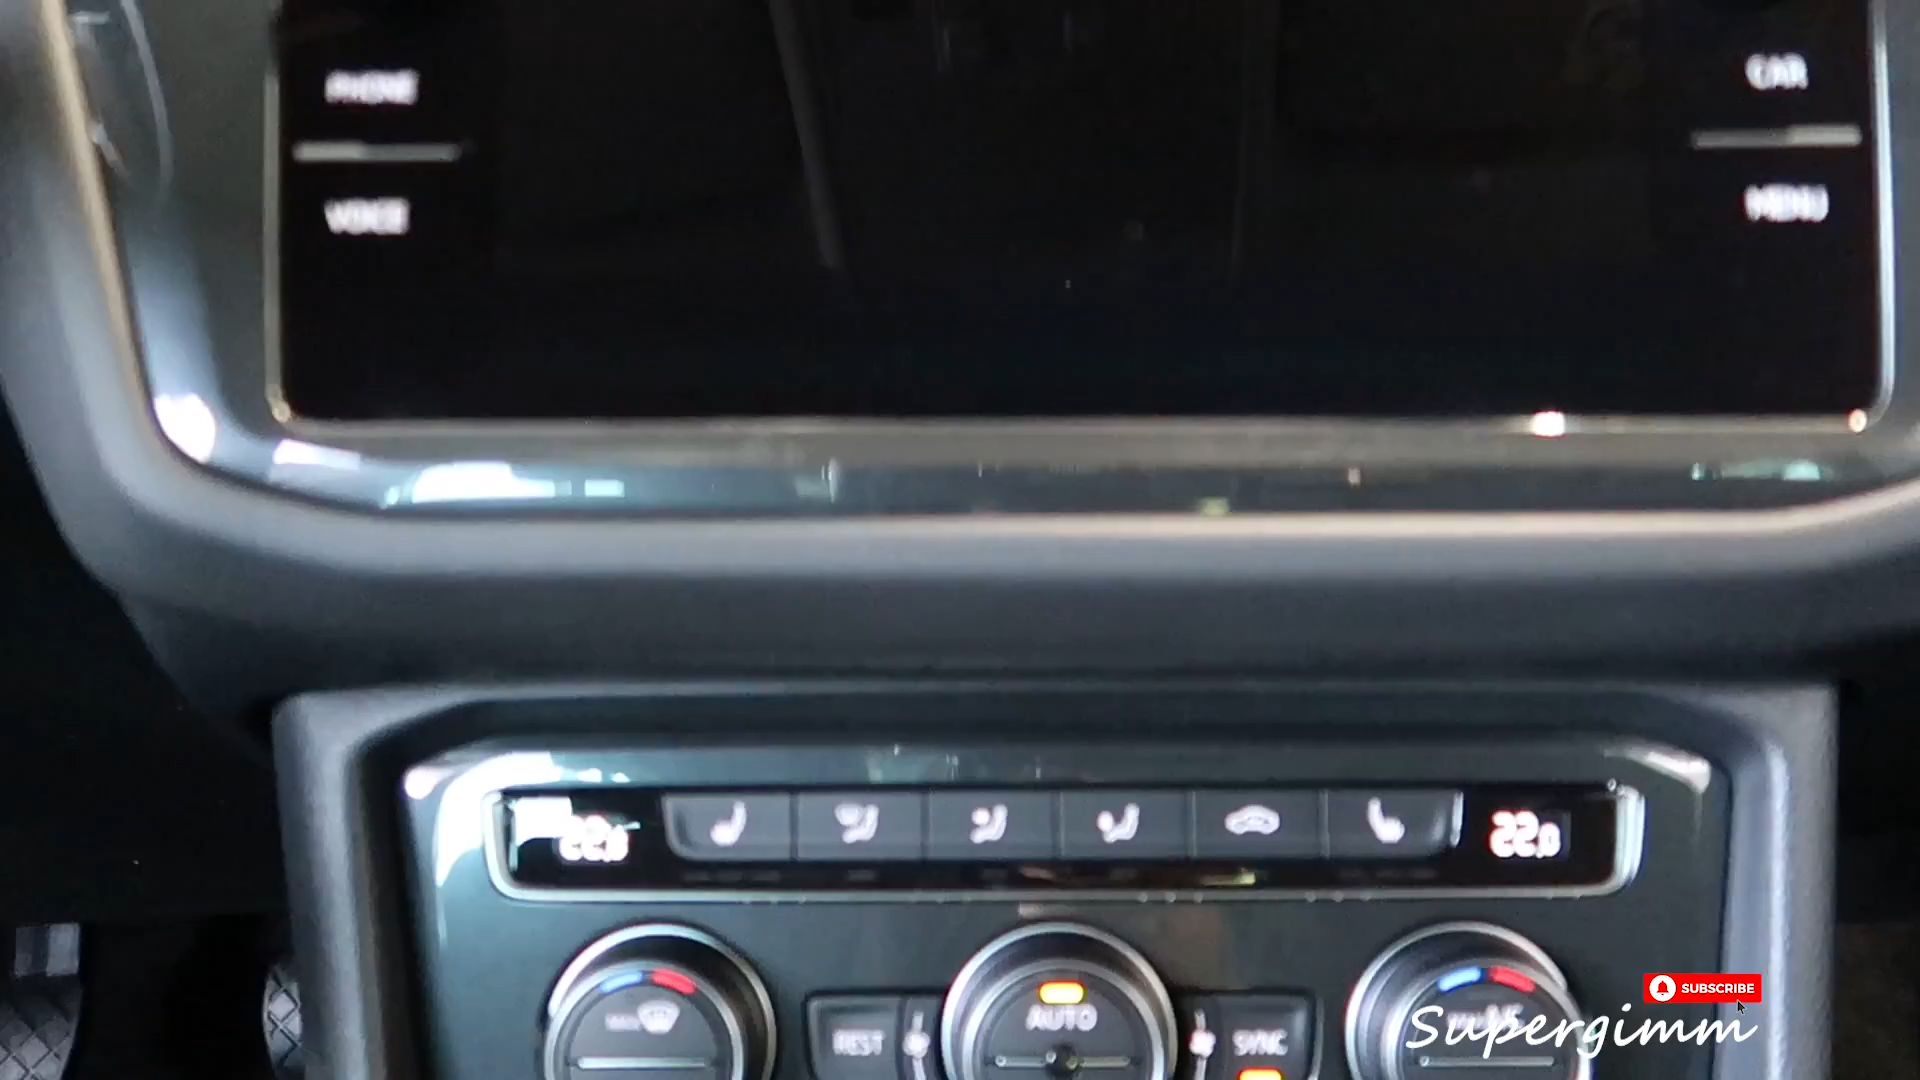 PHONE
CAR
VOICE
MENU
22.0
22.0
AUTO
REST
SYNC
SUBSCRIBE
Supergimm